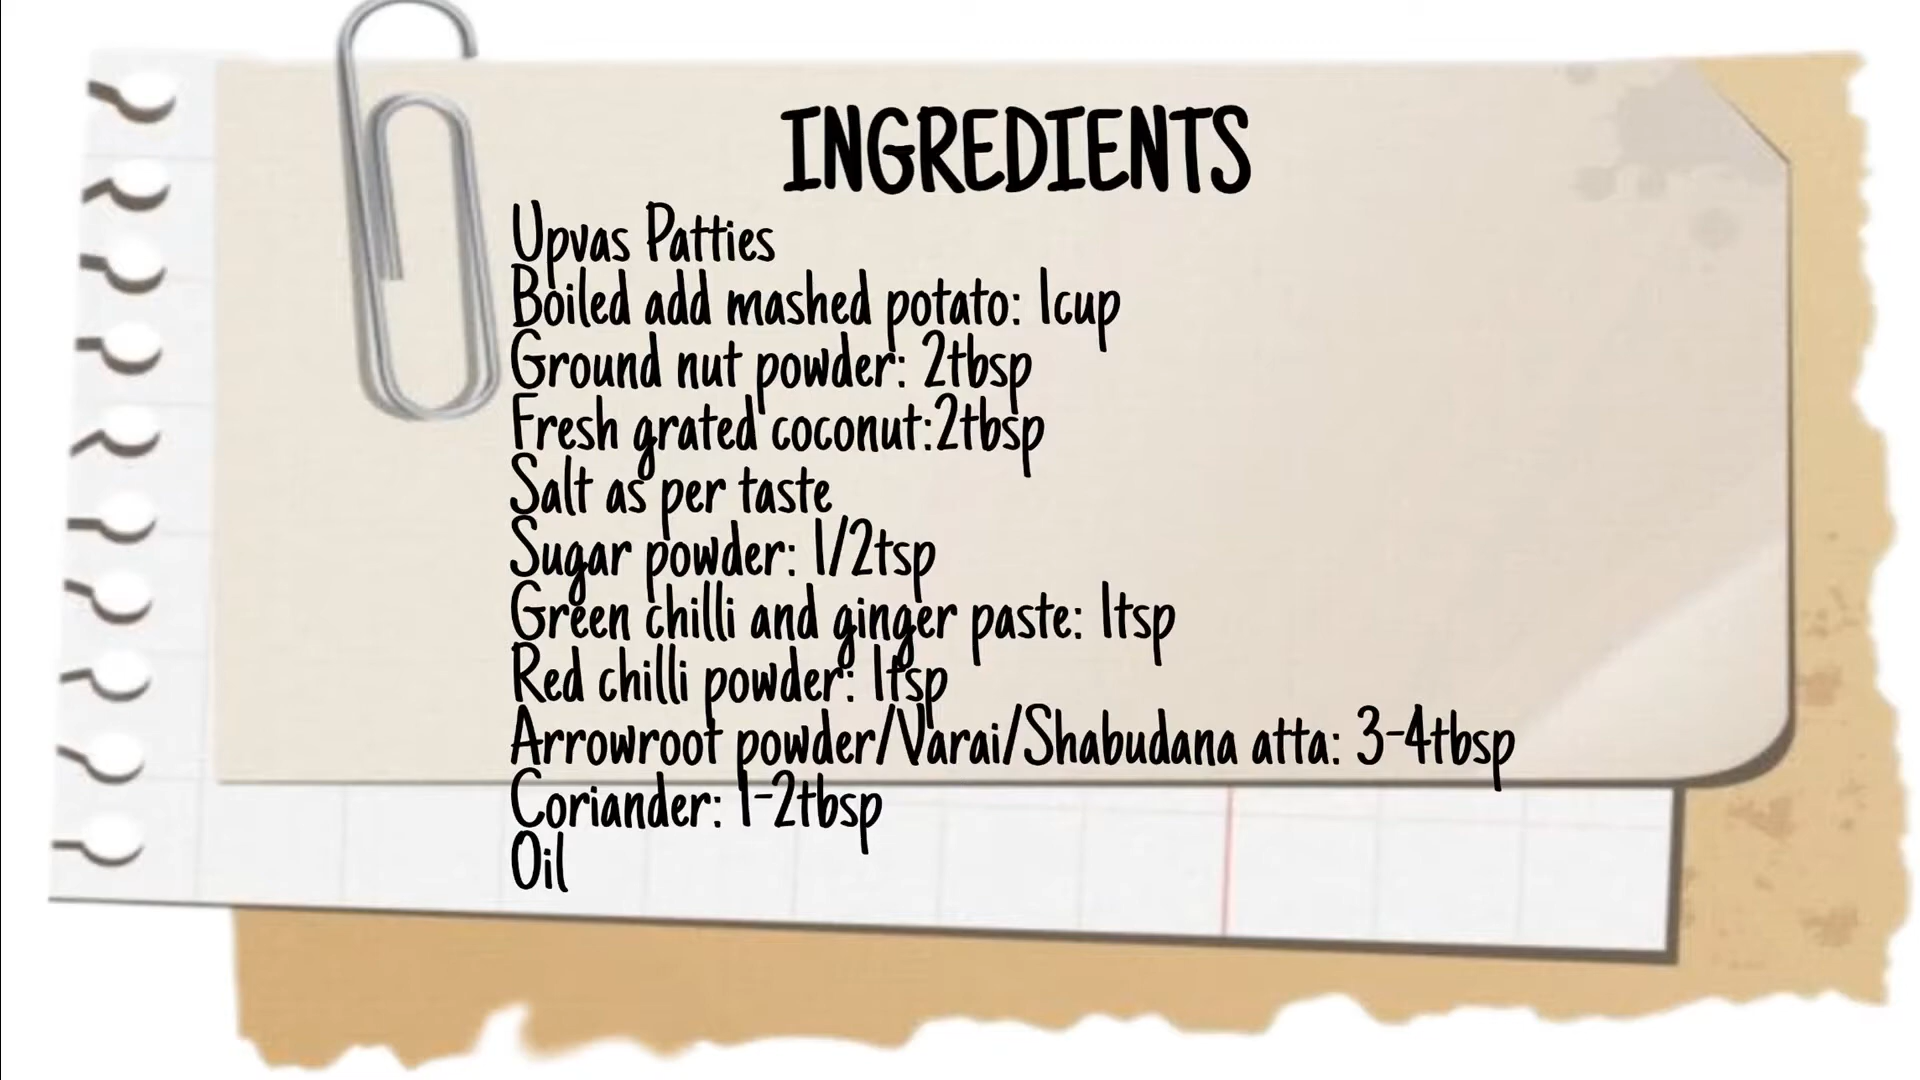 INGREDIENTS
Upvas Patties
Boiled add mashed potato: 1cup
Ground nut powder: 2tbsp
Fresh grated coconut:2tbsp
Salt as per taste
Sugar powder: 1/2tsp
Green chilli and ginger paste: 1tsp
Red chilli powder: 1tsp
Arrowroot powder/Varai/Shabudana atta: 3-4tbsp
Coriander: 1-2tbsp
Oil